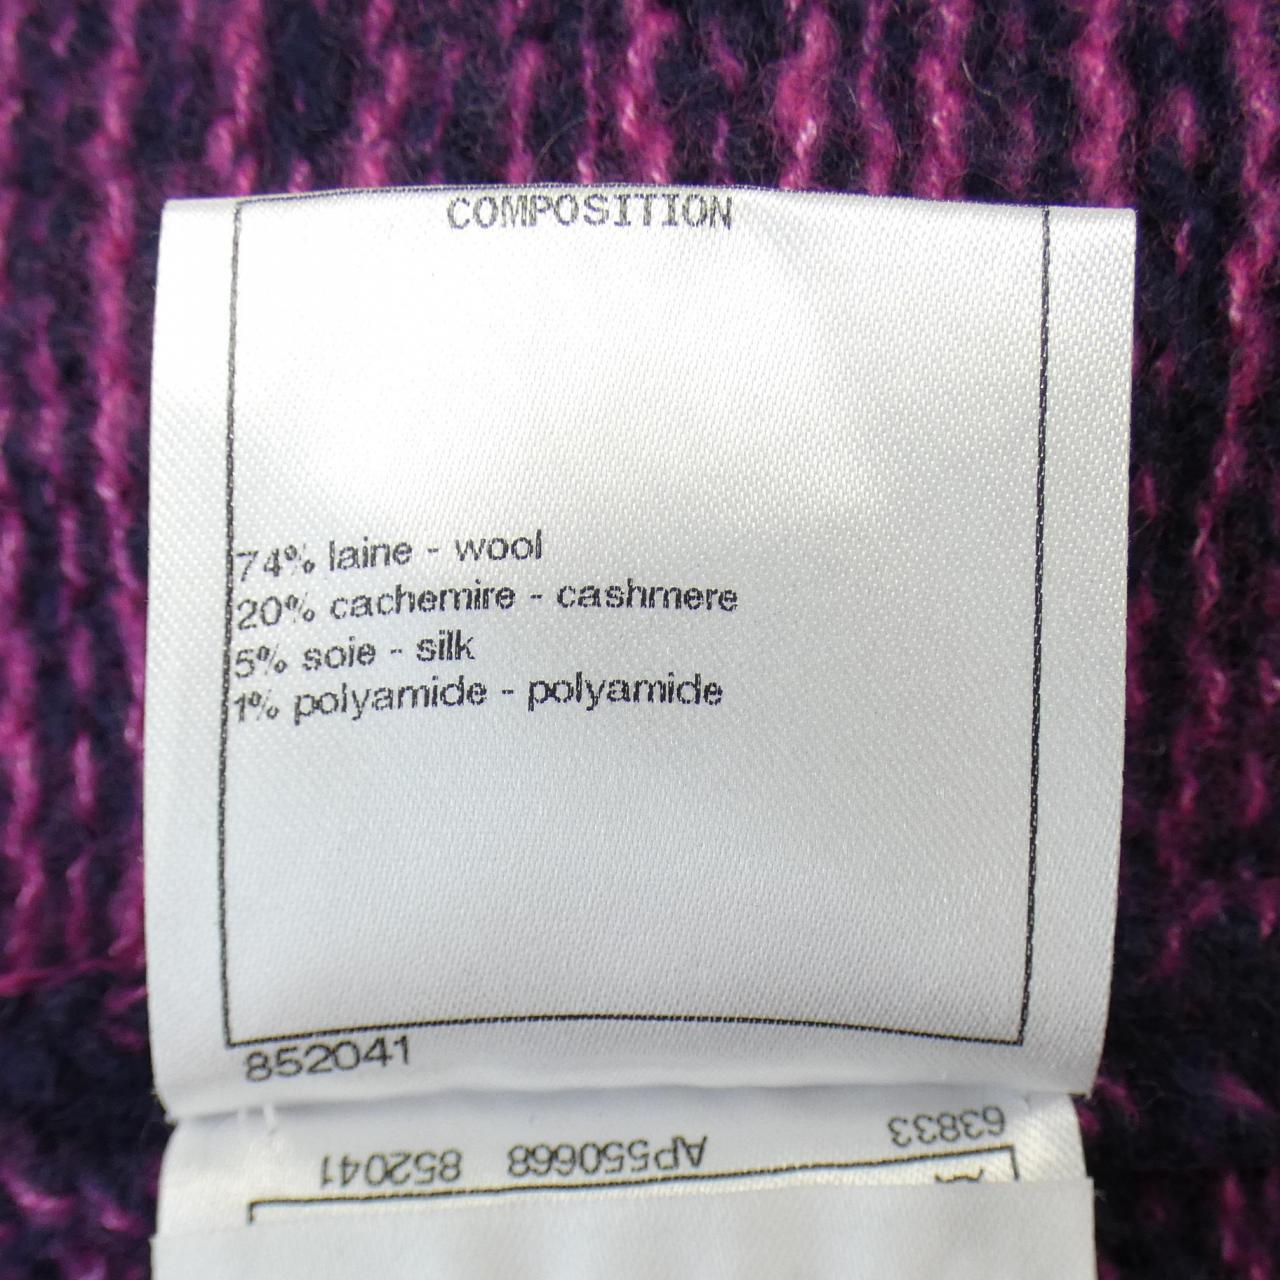 COMPOSITION
74% laine - wool
20% cachemire - cashmere
5% soie - silk
1% polyamide - polyamide
852041
63833
AP550668 852041